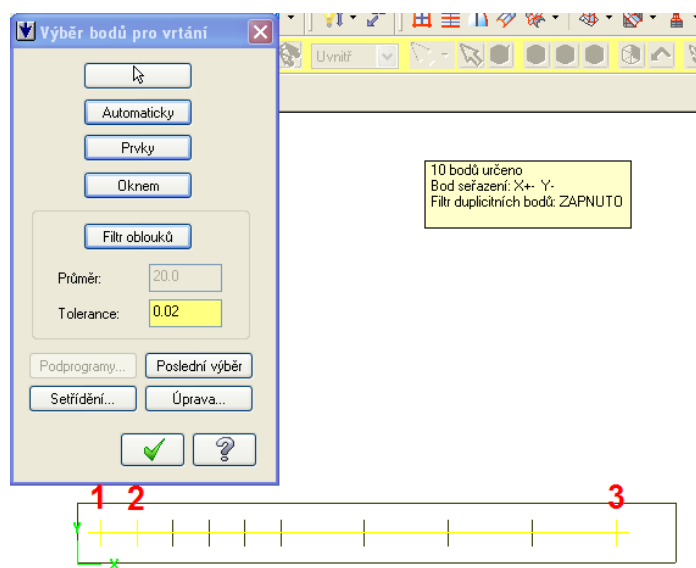 Výběr bodů pro vrtání
Uvnitř
Automaticky
Prvky
Oknem
10 bodů určeno
Bod seřazení: X+- Y-
Filtr duplicitních bodů: ZAPNUTO
Filtr oblouků
Průměr: 20.0
Tolerance: 0.02
Podprogramy... Poslední výběr
Setřídění... Úprava...
1 2 3
Y
X